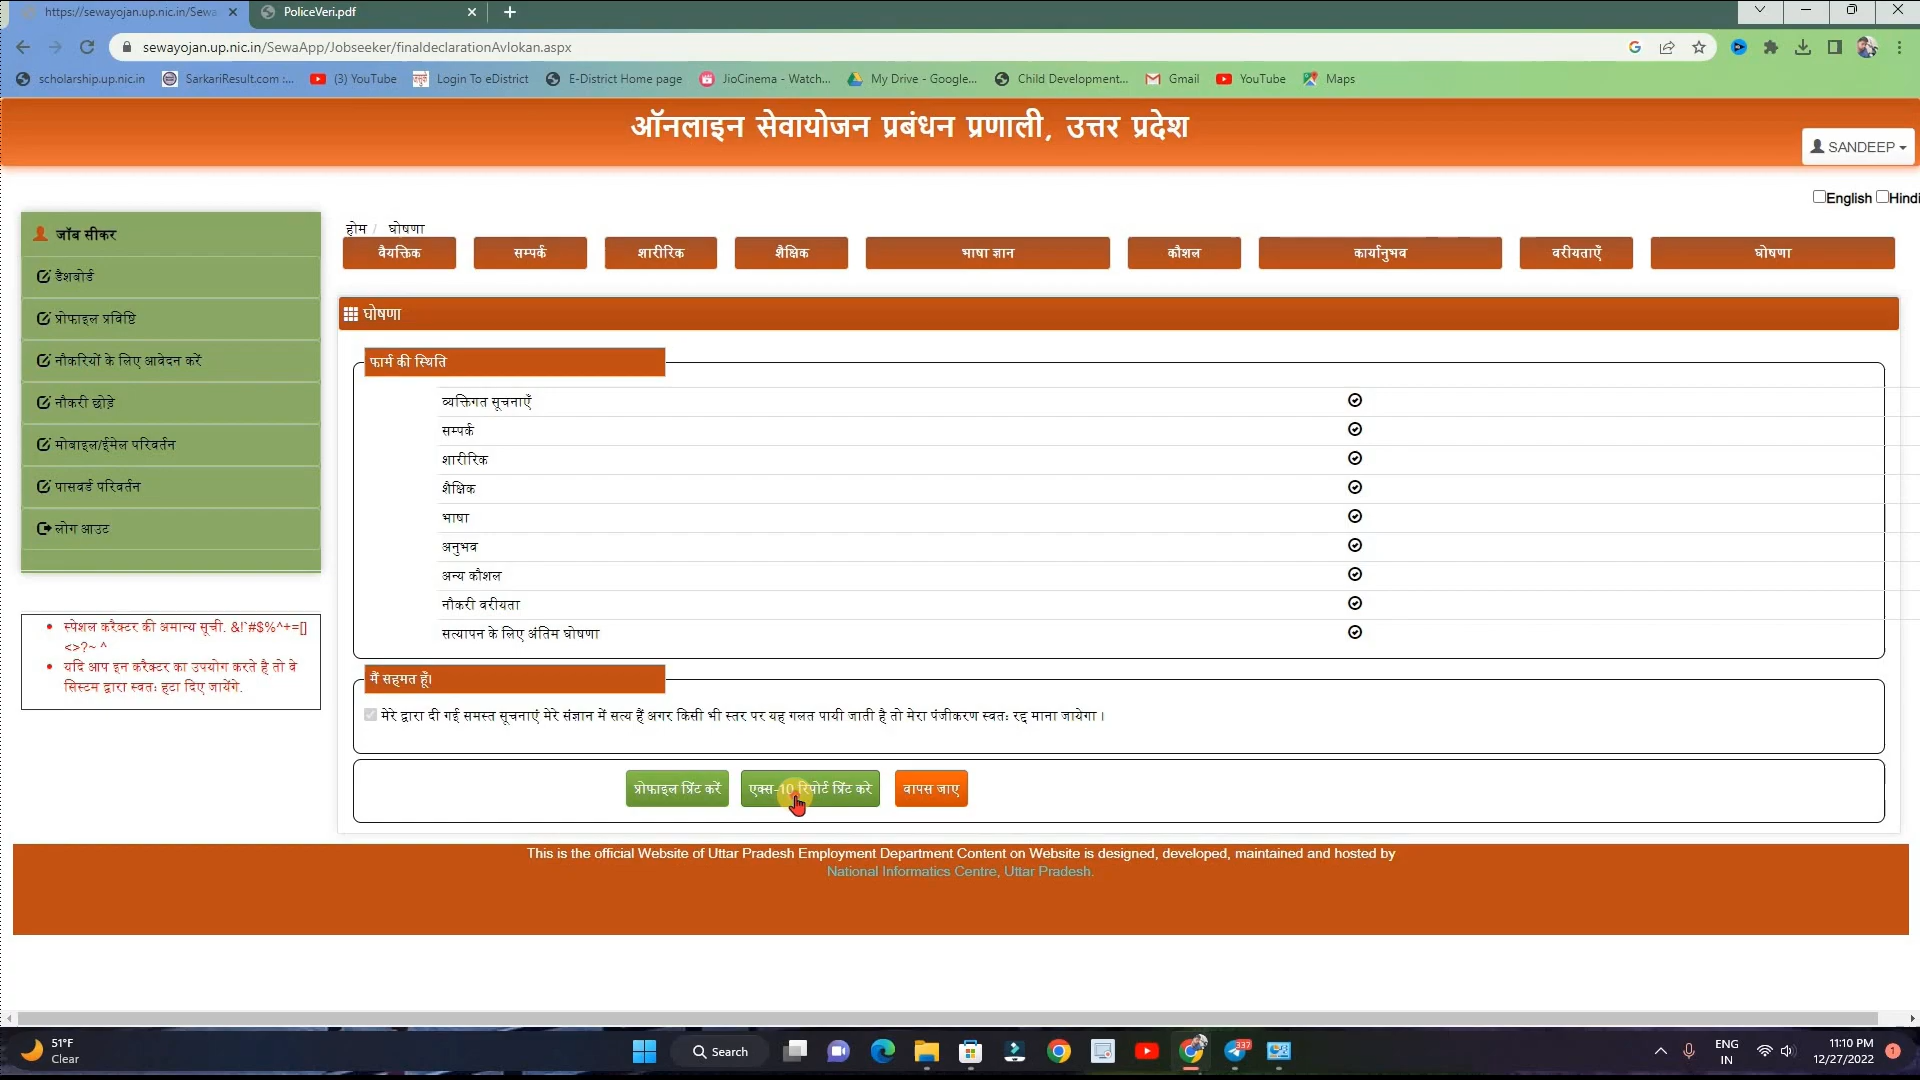 https://sewayojan.up.nic.in/Sewa
PoliceVeri.pdf
sewayojan.up.nic.in/SewaApp/Jobseeker/finaldeclarationAvlokan.aspx
scholarship.up.nic.in
SarkariResult.com :...
(3) YouTube
Login To eDistrict
E-District Home page
JioCinema - Watch...
My Drive - Google...
Child Development...
Gmail
YouTube
Maps
ऑनलाइन सेवायोजन प्रबंधन प्रणाली, उत्तर प्रदेश
SANDEEP
English Hindi
जॉब सीकर
डैशबोर्ड
प्रोफाइल प्रविष्टि
नौकरियों के लिए आवेदन करें
नौकरी छोड़े
मोबाइल/ईमेल परिवर्तन
पासवर्ड परिवर्तन
लोग आउट
स्पेशल करैक्टर की अमान्य सूची. &!`#$%^+=[]
<>?~ ^
यदि आप इन करैक्टर का उपयोग करते है तो वे
सिस्टम द्वारा स्वतः हटा दिए जायेंगे.
होम / घोषणा
वैयक्तिक
सम्पर्क
शारीरिक
शैक्षिक
भाषा ज्ञान
कौशल
कार्यानुभव
वरीयताएँ
घोषणा
घोषणा
फार्म की स्थिति
व्यक्तिगत सूचनाएँ
सम्पर्क
शारीरिक
शैक्षिक
भाषा
अनुभव
अन्य कौशल
नौकरी वरीयता
सत्यापन के लिए अंतिम घोषणा
मैं सहमत हूँ।
मेरे द्वारा दी गई समस्त सूचनाएं मेरे संज्ञान में सत्य हैं अगर किसी भी स्तर पर यह गलत पायी जाती है तो मेरा पंजीकरण स्वतः रद्द माना जायेगा ।
प्रोफाइल प्रिंट करें
एक्स-10 रिपोर्ट प्रिंट करे
वापस जाए
This is the official Website of Uttar Pradesh Employment Department Content on Website is designed, developed, maintained and hosted by
National Informatics Centre, Uttar Pradesh.
51°F
Clear
Search
337
ENG
IN
11:10 PM
12/27/2022
1